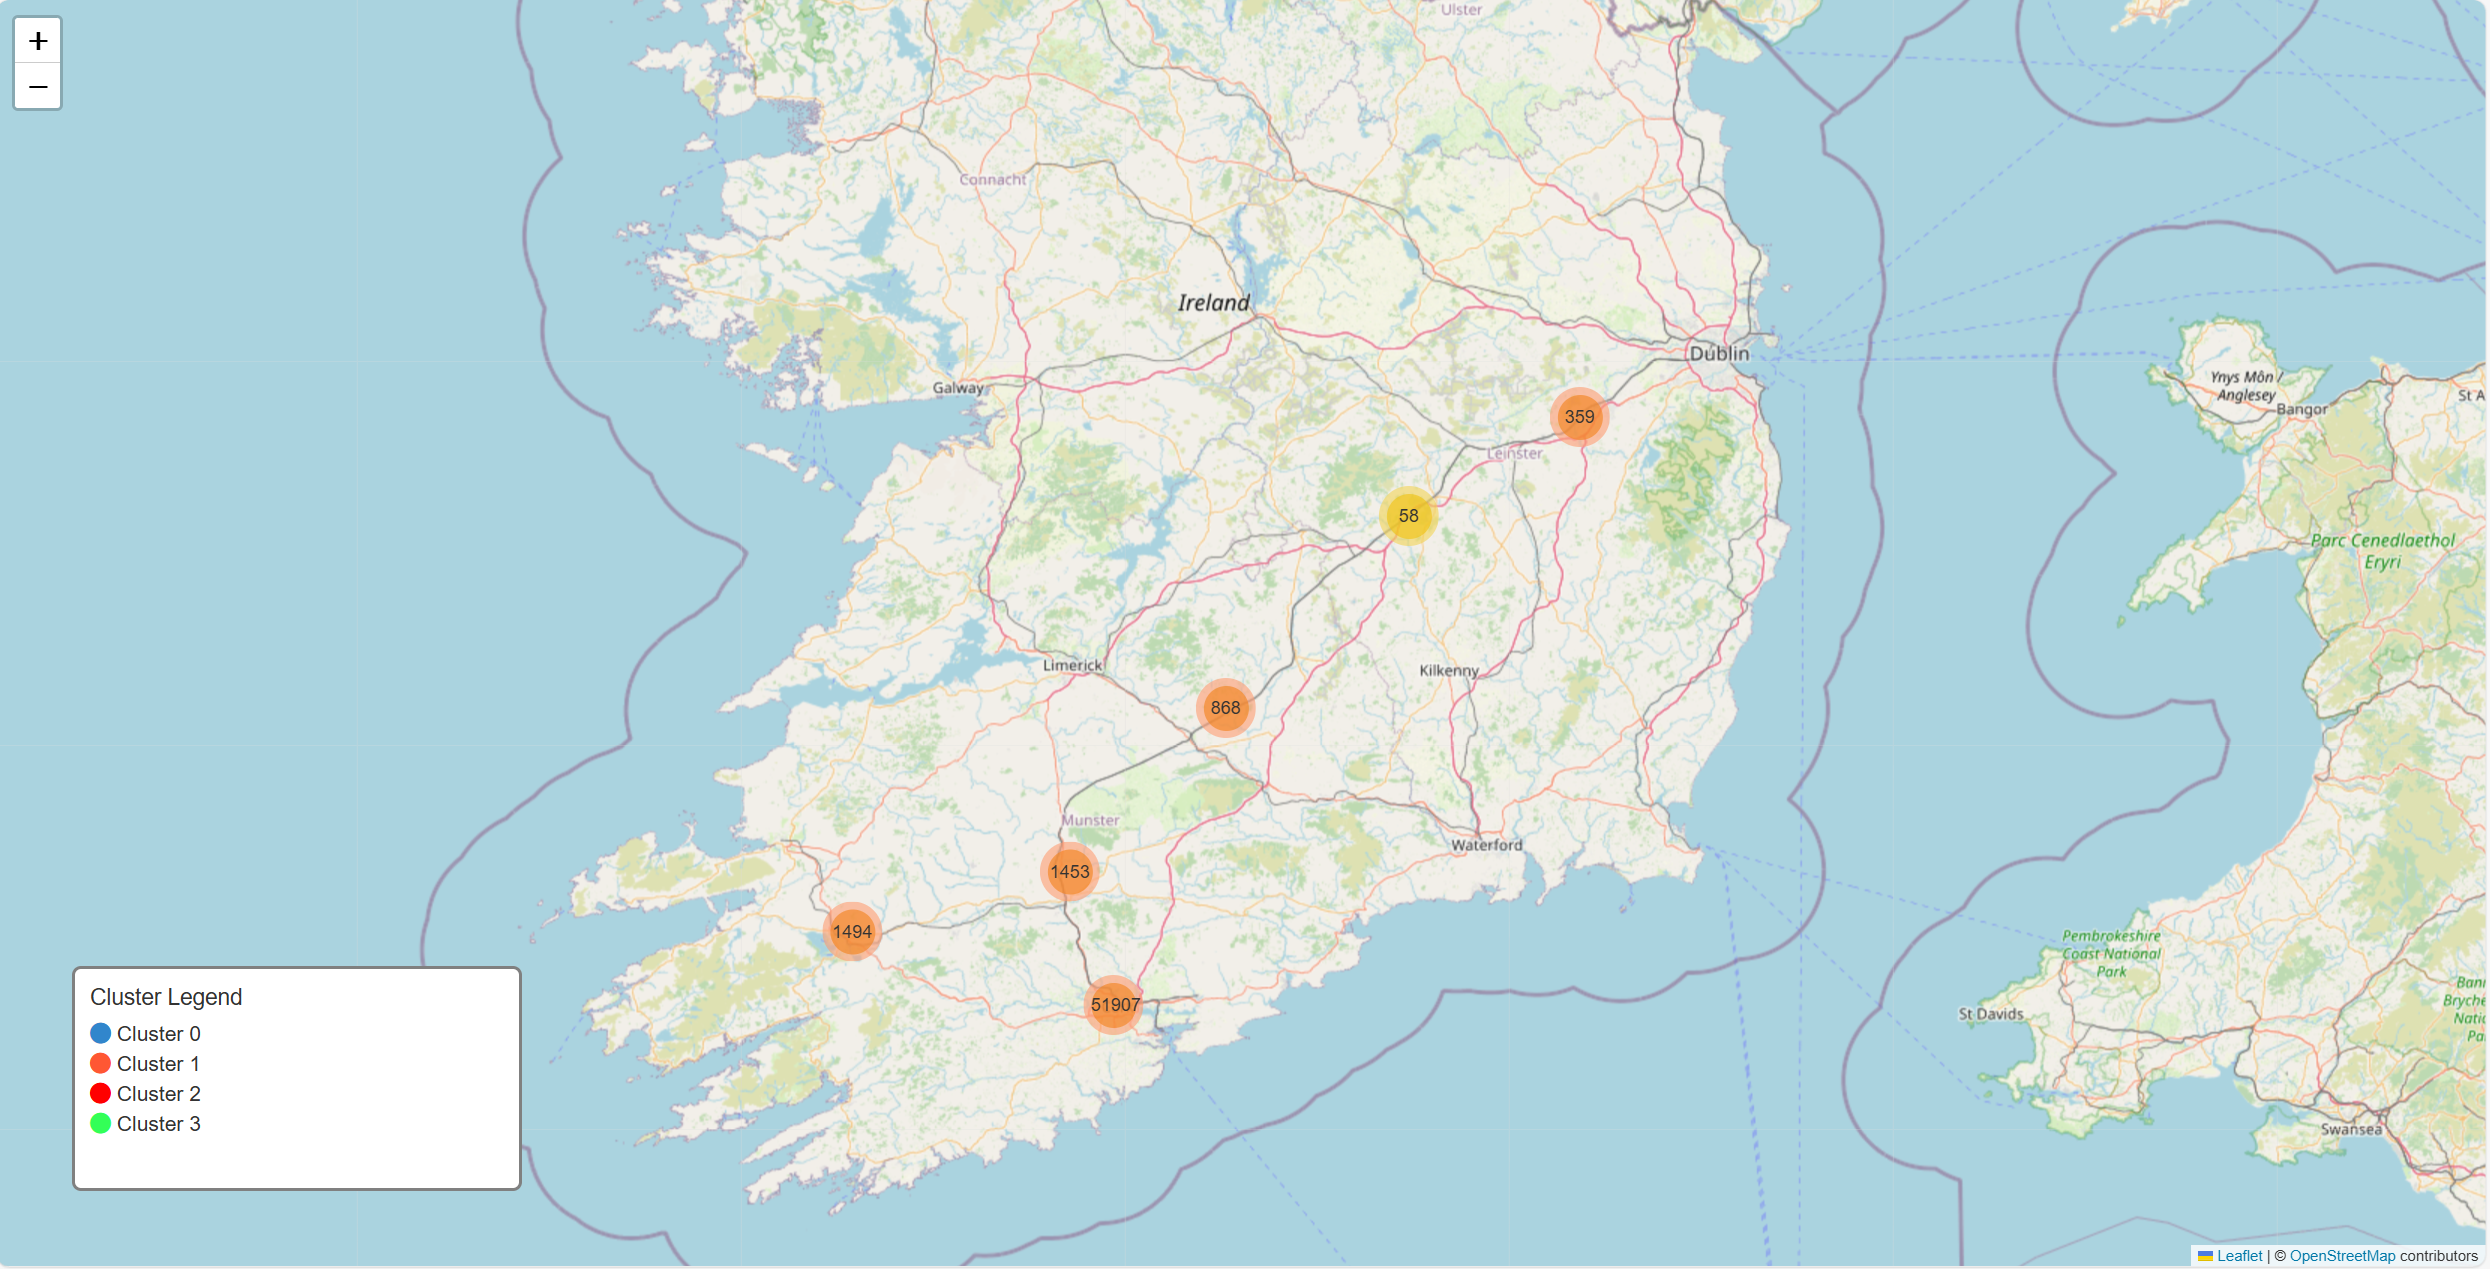 +
−
Ulster
Connacht
Ireland
Dublin
Galway
Ynys Môn /
Anglesey
Bangor
St A
359
Leinster
58
Parc Cenedlaethol
Eryri
Limerick
Kilkenny
868
Munster
Waterford
1453
1494
51907
Pembrokeshire
Coast National
Park
St Davids
Bann
Bryche
Natio
Pa
Swansea
Cluster Legend
Cluster 0
Cluster 1
Cluster 2
Cluster 3
Leaflet | © OpenStreetMap contributors